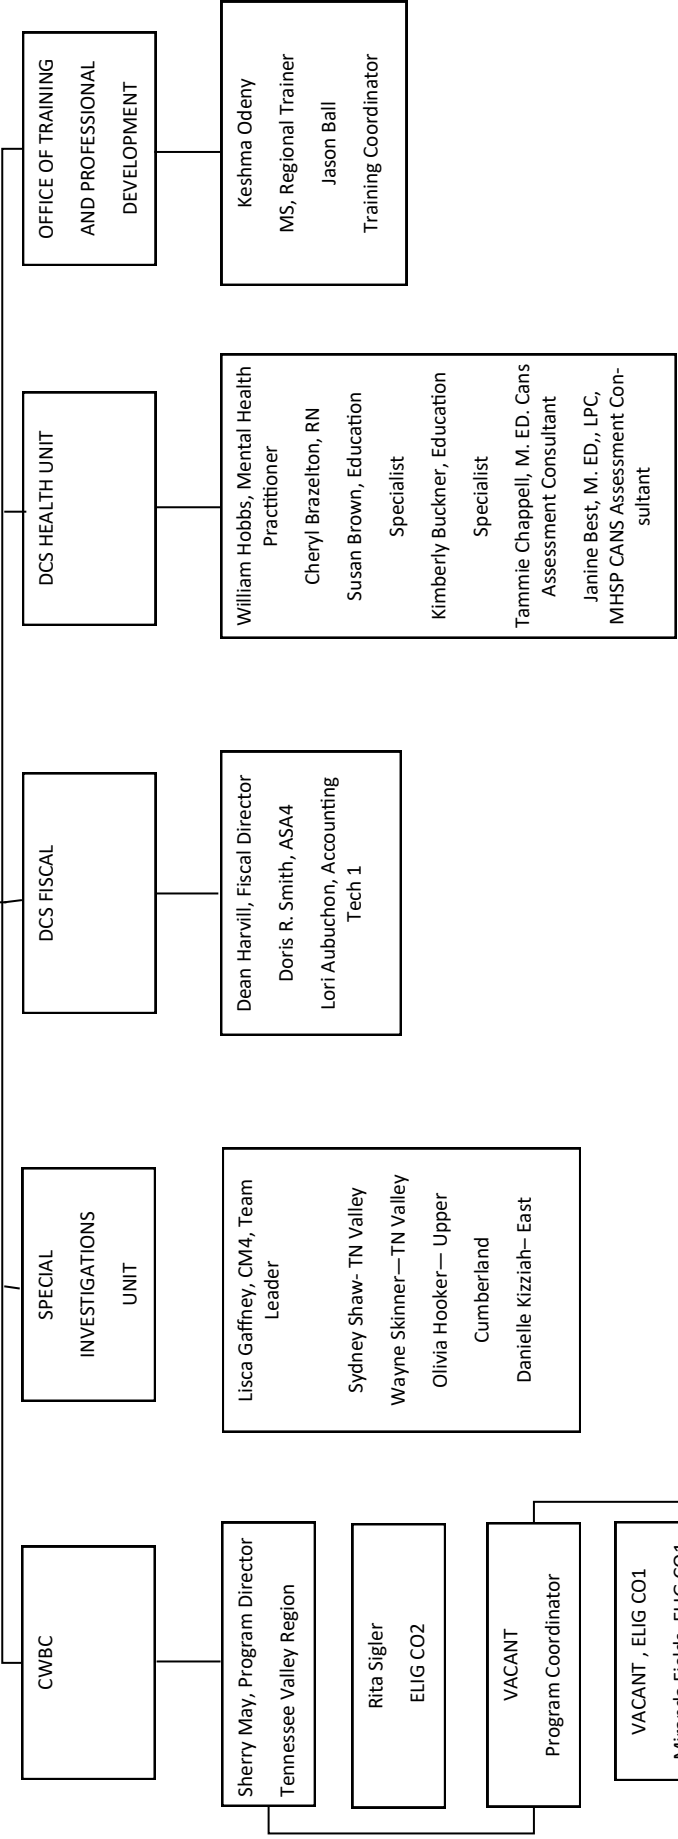 CWBC
Sherry May, Program Director
Tennessee Valley Region
Rita Sigler
ELIG CO2
VACANT
Program Coordinator
VACANT , ELIG CO1
SPECIAL
INVESTIGATIONS
UNIT
Lisca Gaffney, CM4, Team
Leader
Sydney Shaw- TN Valley
Wayne Skinner—TN Valley
Olivia Hooker— Upper
Cumberland
Danielle Kizziah– East
DCS FISCAL
Dean Harvill, Fiscal Director
Doris R. Smith, ASA4
Lori Aubuchon, Accounting
Tech 1
DCS HEALTH UNIT
William Hobbs, Mental Health
Practitioner
Cheryl Brazelton, RN
Susan Brown, Education
Specialist
Kimberly Buckner, Education
Specialist
Tammie Chappell, M. ED. Cans
Assessment Consultant
Janine Best, M. ED,, LPC,
MHSP CANS Assessment Con-
sultant
OFFICE OF TRAINING
AND PROFESSIONAL
DEVELOPMENT
Keshma Odeny
MS, Regional Trainer
Jason Ball
Training Coordinator